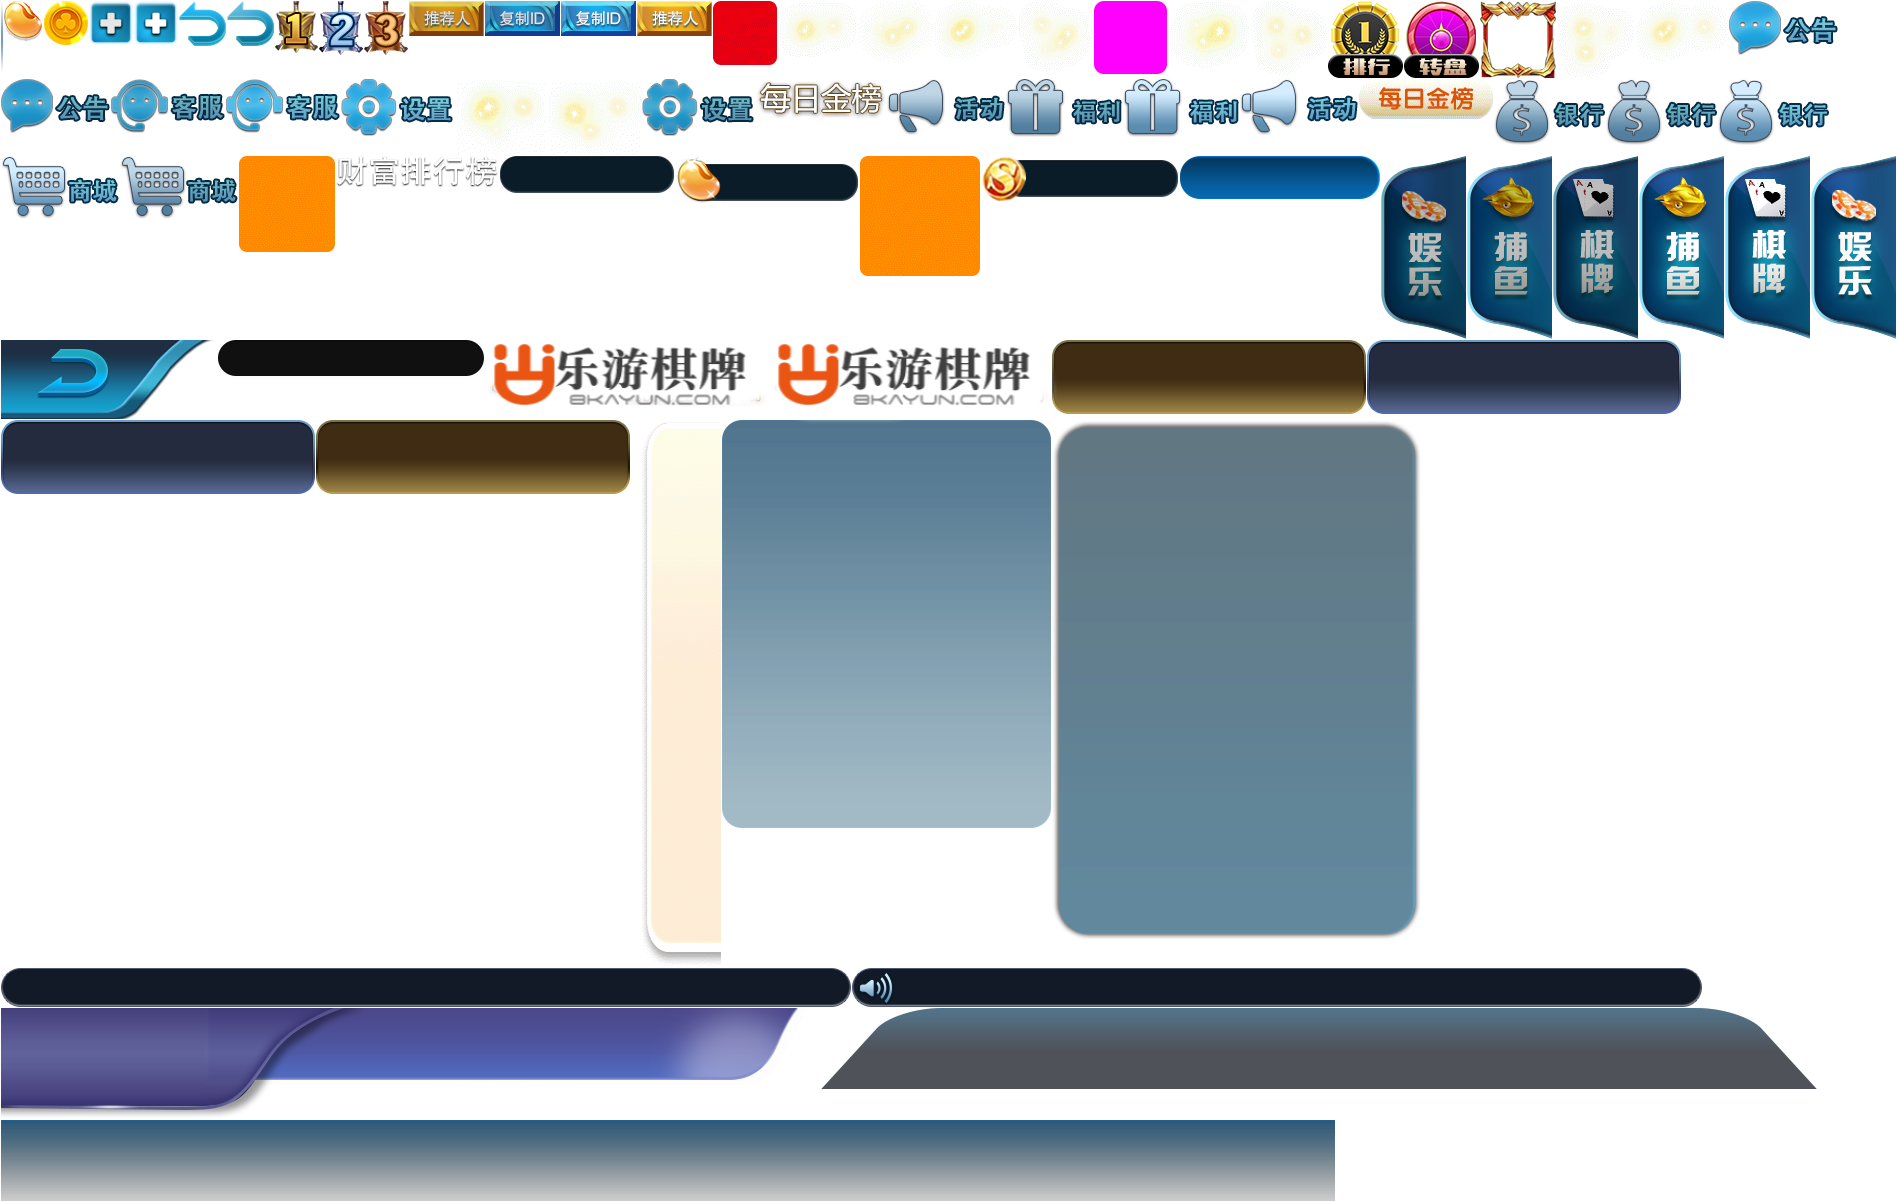 1
2
3
推荐人
复制ID
复制ID
推荐人
1
排行
转盘
公告
公告
客服
客服
设置
设置
每日金榜
活动
福利
福利
活动
每日金榜
$
银行
$
银行
$
银行
商城
商城
财富排行榜
娱乐
捕鱼
棋牌
捕鱼
棋牌
娱乐
乐游棋牌
8KAYUN.COM
乐游棋牌
8KAYUN.COM